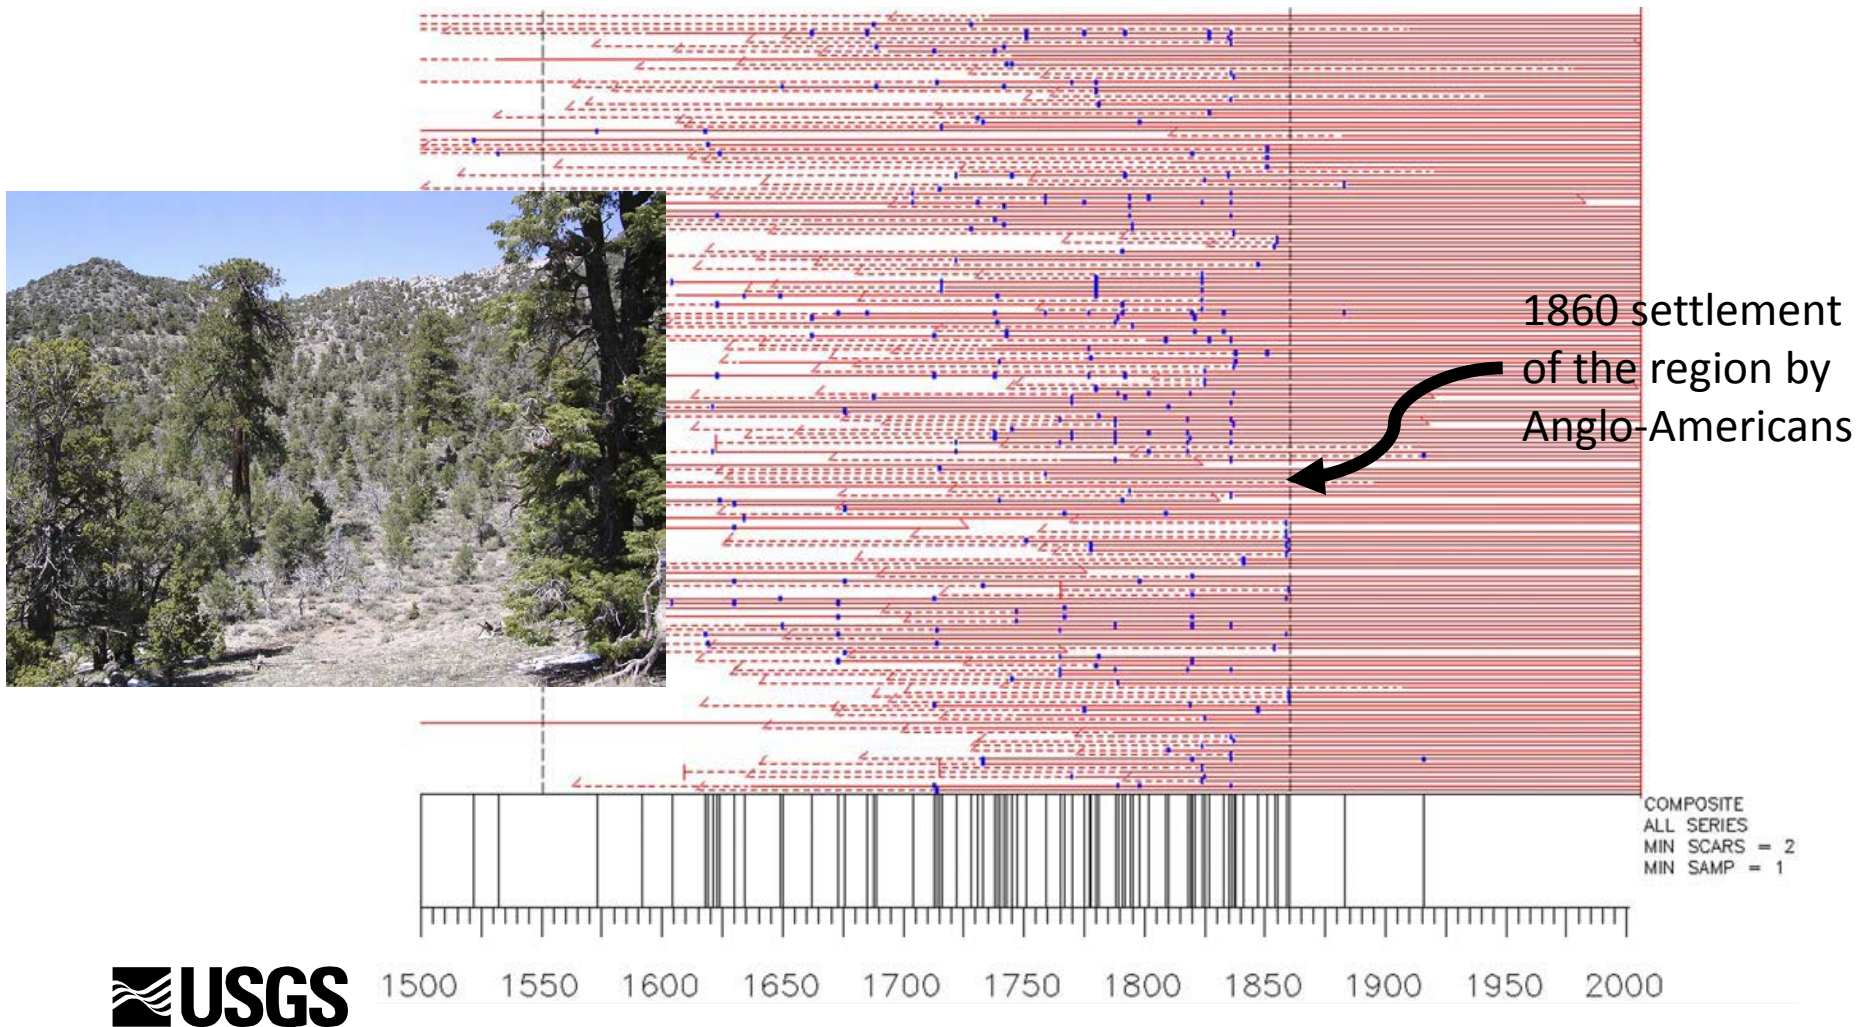 1860 settlement
of the region by
Anglo-Americans
COMPOSITE
ALL SERIES
MIN SCARS = 2
MIN SAMP = 1
1500 1550 1600 1650 1700 1750 1800 1850 1900 1950 2000
USGS